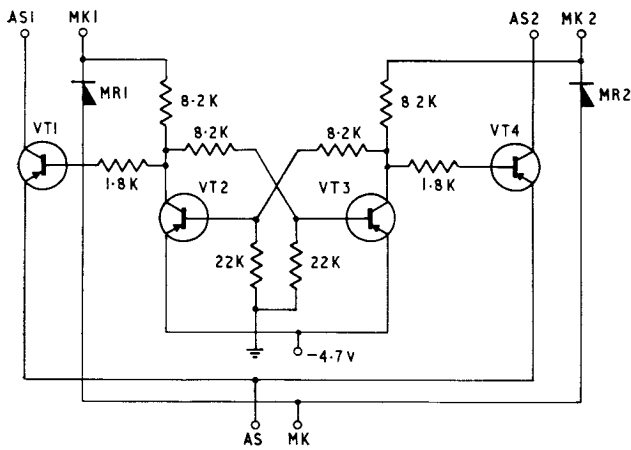 AS1 MK1 AS2 MK2
8·2K 8·2K
MR1 MR2
8·2K 8·2K
VT1 VT4
1·8K 1·8K
VT2 VT3
22K 22K
-4·7V
AS MK